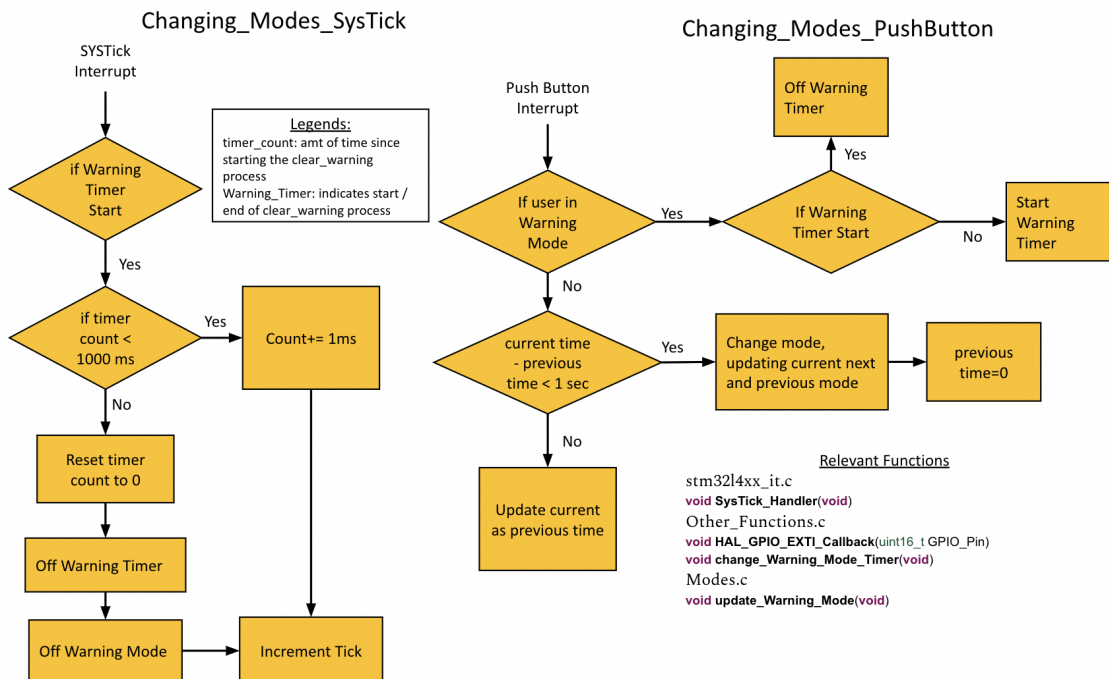 Changing_Modes_SysTick
SYSTick
Interrupt
if Warning
Timer
Start
Yes
if timer
count <
1000 ms
Yes
Count+= 1ms
No
Reset timer
count to 0
Off Warning Timer
Off Warning Mode
Increment Tick
Legends:
timer_count: amt of time since
starting the clear_warning
process
Warning_Timer: indicates start /
end of clear_warning process
Changing_Modes_PushButton
Push Button
Interrupt
If user in
Warning
Mode
Yes
If Warning
Timer Start
Yes
Off Warning
Timer
No
Start
Warning
Timer
No
current time
- previous
time < 1 sec
Yes
Change mode,
updating current next
and previous mode
previous
time=0
No
Update current
as previous time
Relevant Functions
stm32l4xx_it.c
void SysTick_Handler(void)
Other_Functions.c
void HAL_GPIO_EXTI_Callback(uint16_t GPIO_Pin)
void change_Warning_Mode_Timer(void)
Modes.c
void update_Warning_Mode(void)